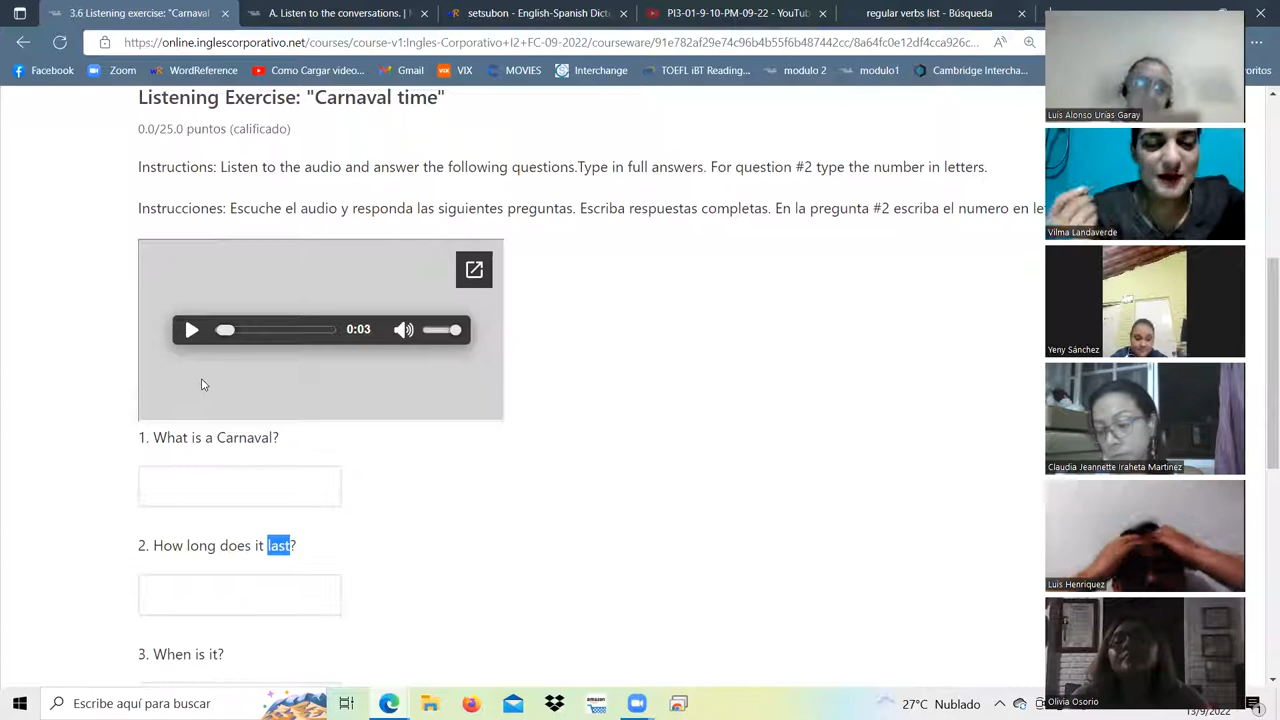 3.6 Listening exercise: "Carnaval
A. Listen to the conversations. |
setsubon - English-Spanish Dict
PI3-01-9-10 PM-09-22 - YouTub
regular verbs list - Búsqueda
https://online.inglescorporativo.net/courses/course-v1:Ingles-Corporativo+I2+FC-09-2022/courseware/91e782af29e74c96b4b55f6b487442cc/8a64fc0e12df4cca926c...
Facebook
Zoom
WordReference
Como Cargar video...
Gmail
VIX
MOVIES
Interchange
TOEFL iBT Reading...
modulo 2
modulo1
Cambridge Intercha...
oritos
Listening Exercise: "Carnaval time"
0.0/25.0 puntos (calificado)
Instructions: Listen to the audio and answer the following questions.Type in full answers. For question #2 type the number in letters.
Instrucciones: Escuche el audio y responda las siguientes preguntas. Escriba respuestas completas. En la pregunta #2 escriba el numero en le
0:03
1. What is a Carnaval?
2. How long does it last?
3. When is it?
Luis Alonso Urías Garay
Vilma Landaverde
Yeny Sánchez
Claudia Jeannette Iraheta Martinez
Luis Henriquez
Olivia Osorio
Escribe aquí para bus
amazon
27°C Nublado
13/9/2022